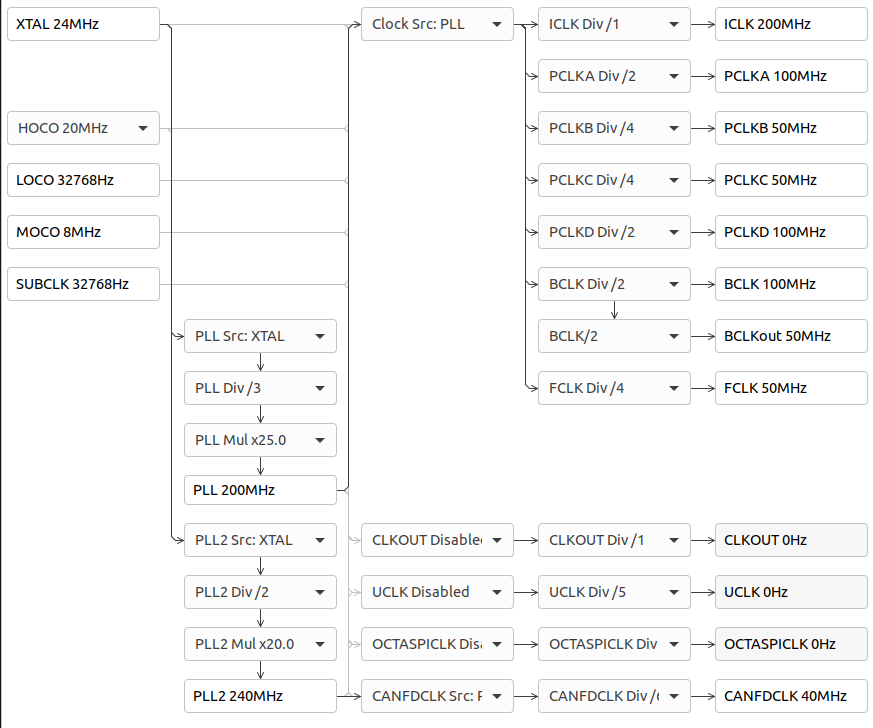 XTAL 24MHz
Clock Src: PLL
ICLK Div /1
ICLK 200MHz
PCLKA Div /2
PCLKA 100MHz
HOCO 20MHz
PCLKB Div /4
PCLKB 50MHz
LOCO 32768Hz
PCLKC Div /4
PCLKC 50MHz
MOCO 8MHz
PCLKD Div /2
PCLKD 100MHz
SUBCLK 32768Hz
BCLK Div /2
BCLK 100MHz
PLL Src: XTAL
BCLK/2
BCLKout 50MHz
PLL Div /3
FCLK Div /4
FCLK 50MHz
PLL Mul x25.0
PLL 200MHz
PLL2 Src: XTAL
CLKOUT Disable
CLKOUT Div /1
CLKOUT 0Hz
PLL2 Div /2
UCLK Disabled
UCLK Div /5
UCLK 0Hz
PLL2 Mul x20.0
OCTASPICLK Disa
OCTASPICLK Div
OCTASPICLK 0Hz
PLL2 240MHz
CANFDCLK Src:
CANFDCLK Div /
CANFDCLK 40MHz